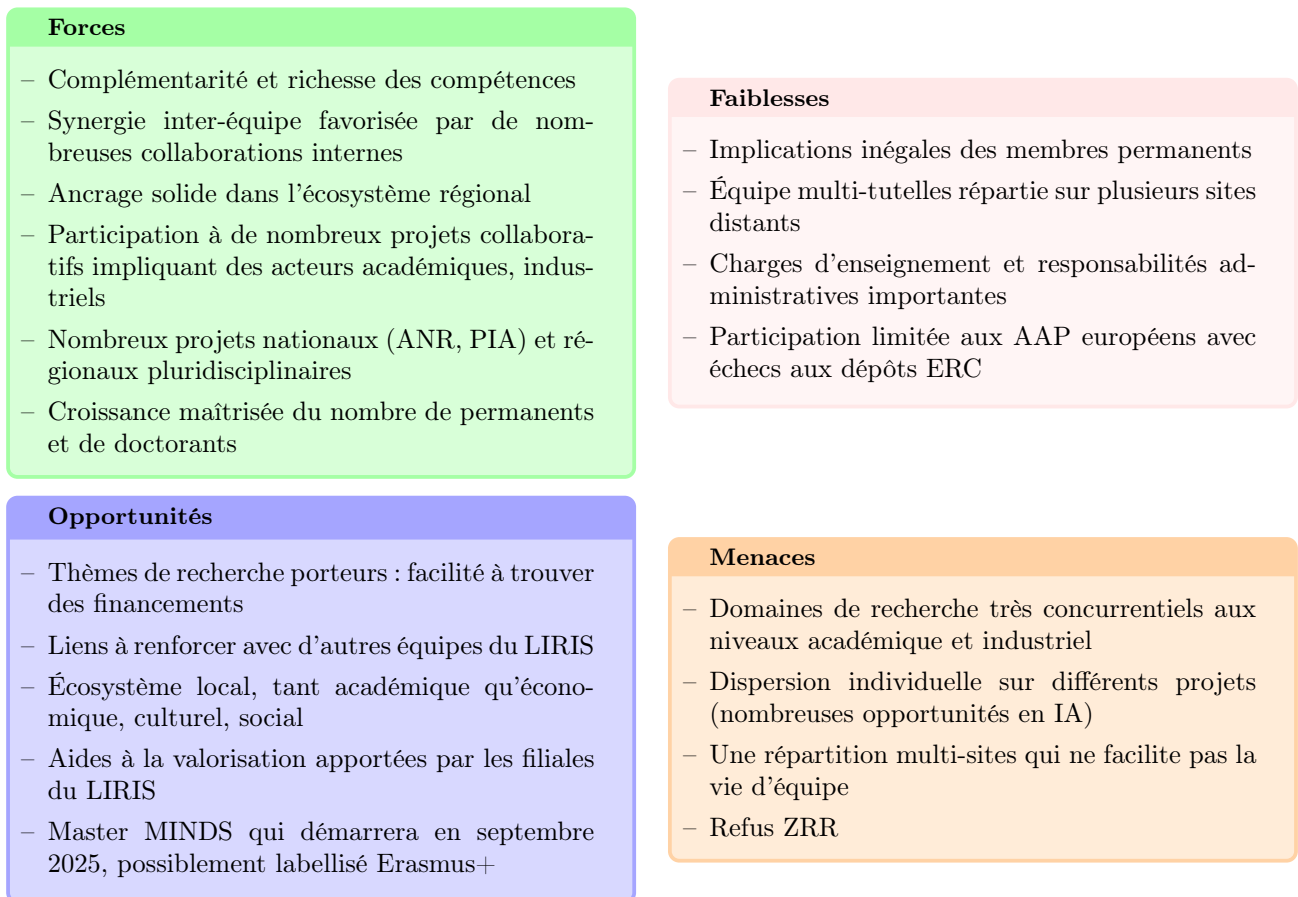 Forces
– Complémentarité et richesse des compétences
– Synergie inter-équipe favorisée par de nom-
breuses collaborations internes
– Ancrage solide dans l'écosystème régional
– Participation à de nombreux projets collabora-
tifs impliquant des acteurs académiques, indus-
triels
– Nombreux projets nationaux (ANR, PIA) et ré-
gionaux pluridisciplinaires
– Croissance maîtrisée du nombre de permanents
et de doctorants
Faiblesses
– Implications inégales des membres permanents
– Équipe multi-tutelles répartie sur plusieurs sites
distants
– Charges d'enseignement et responsabilités ad-
ministratives importantes
– Participation limitée aux AAP européens avec
échecs aux dépôts ERC
Opportunités
– Thèmes de recherche porteurs : facilité à trouver
des financements
– Liens à renforcer avec d'autres équipes du LIRIS
– Écosystème local, tant académique qu'écono-
mique, culturel, social
– Aides à la valorisation apportées par les filiales
du LIRIS
– Master MINDS qui démarrera en septembre
2025, possiblement labellisé Erasmus+
Menaces
– Domaines de recherche très concurrentiels aux
niveaux académique et industriel
– Dispersion individuelle sur différents projets
(nombreuses opportunités en IA)
– Une répartition multi-sites qui ne facilite pas la
vie d'équipe
– Refus ZRR